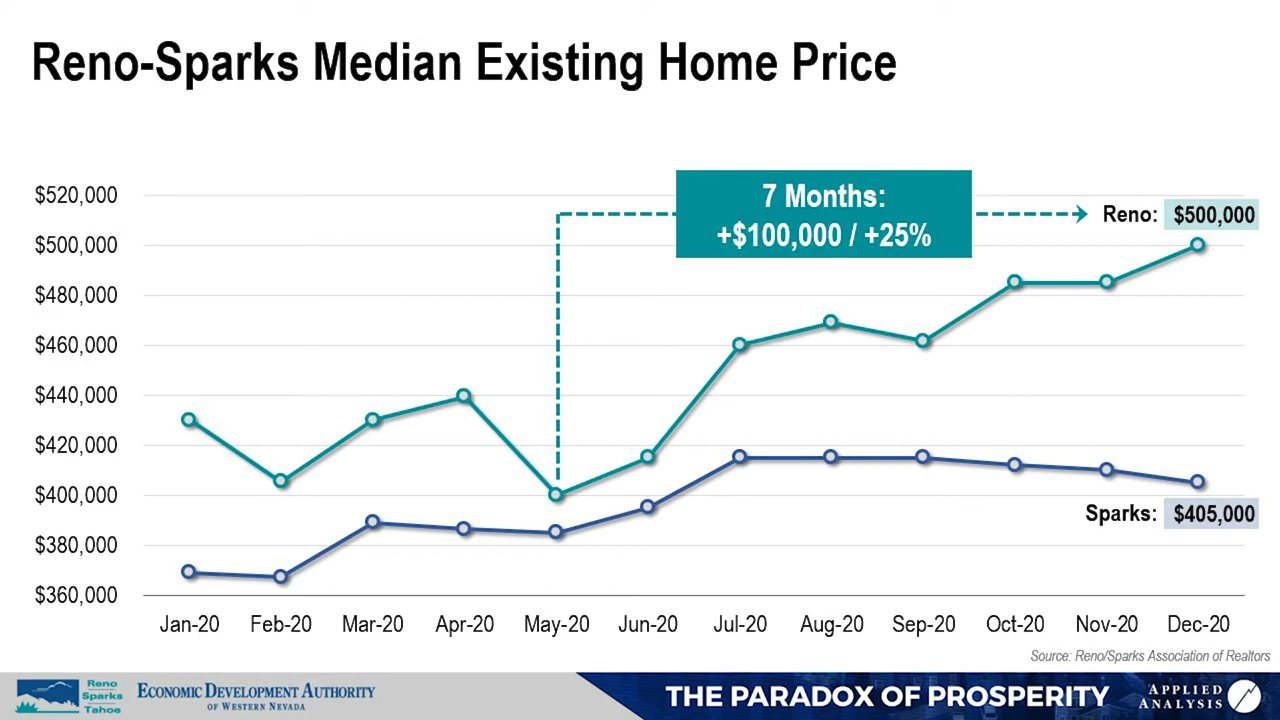 Reno-Sparks Median Existing Home Price
$520,000
$500,000
$480,000
$460,000
$440,000
$420,000
$400,000
$380,000
$360,000
7 Months:
+$100,000 / +25%
Reno: $500,000
Sparks: $405,000
Jan-20 Feb-20 Mar-20 Apr-20 May-20 Jun-20 Jul-20 Aug-20 Sep-20 Oct-20 Nov-20 Dec-20
Source: Reno/Sparks Association of Realtors
Reno
Sparks
Tahoe
ECONOMIC DEVELOPMENT AUTHORITY
OF WESTERN NEVADA
THE PARADOX OF PROSPERITY
APPLIED
ANALYSIS